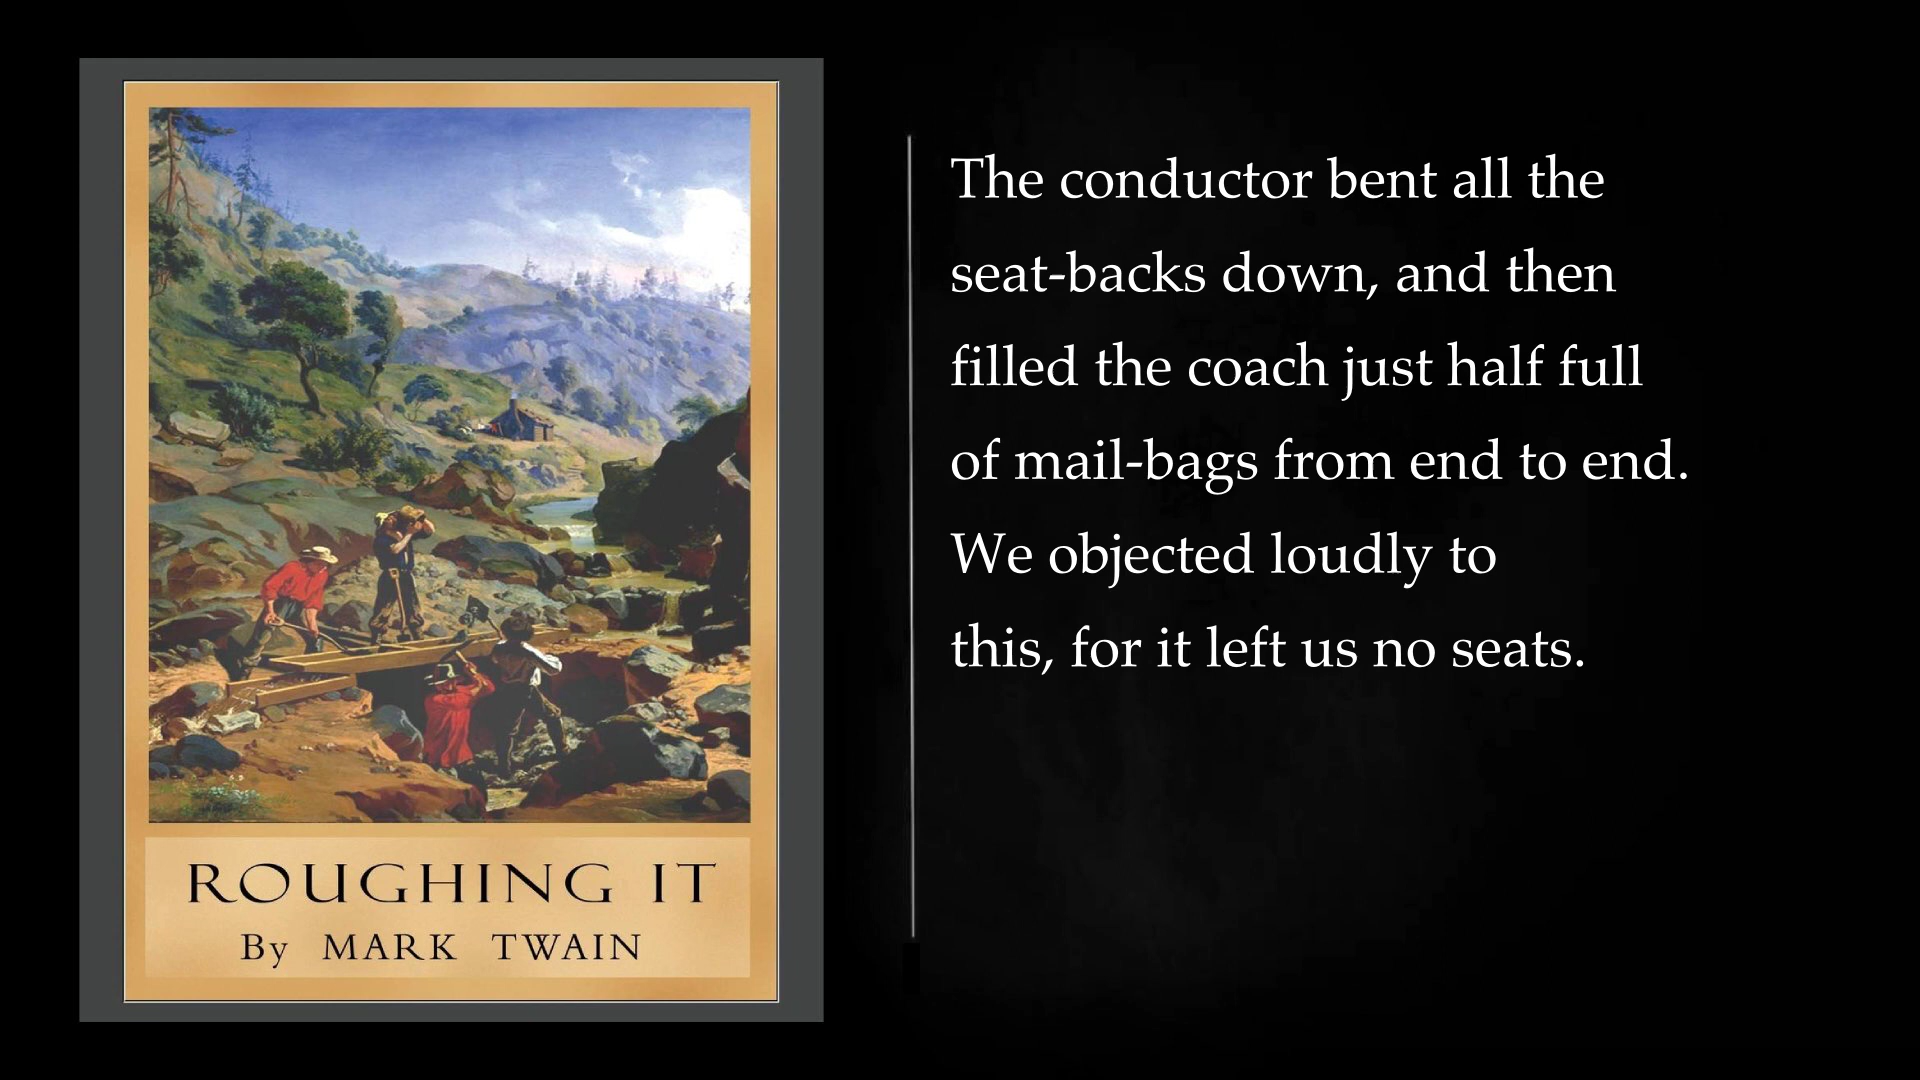 ROUGHING IT
By MARK TWAIN
The conductor bent all the
seat-backs down, and then
filled the coach just half full
of mail-bags from end to end.
We objected loudly to
this, for it left us no seats.